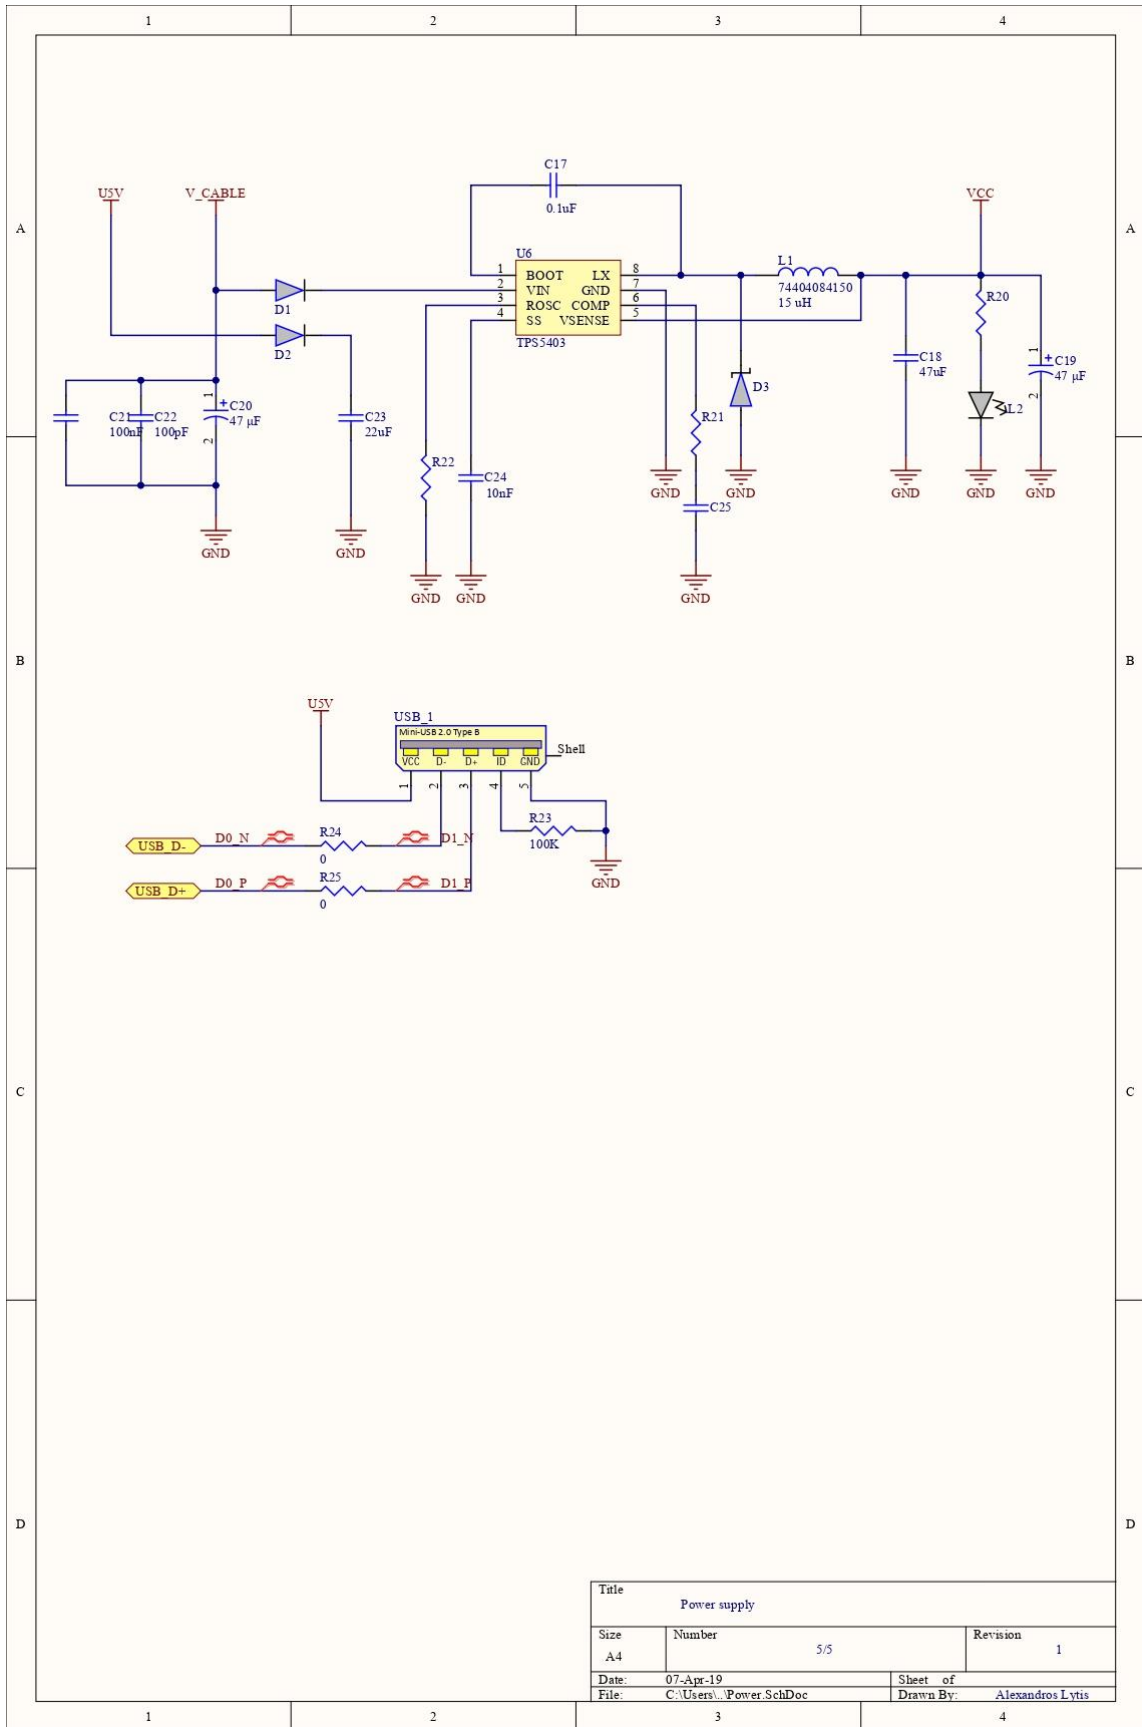 1 2 3 4
C17
0.1uF
U5V V_CABLE VCC
A A
U6
1 BOOT LX 8
2 VIN GND 7
3 ROSC COMP 6
4 SS VSENSE 5
TPS5403
L1
74404084150
15 uH
D1
D2
R20
C18
47uF
1
C19
47 µF
2
D3
L2
C21
100nF
C22
100pF
1
C20
47 µF
2
C23
22uF
R21
R22
C24
10nF
C25
GND GND GND GND GND
GND GND
GND GND GND
B B
U5V
USB_1
Mini-USB 2.0 Type B
Shell
VCC D- D+ ID GND
1 2 3 4 5
R23
100K
GND
USB_D- D0_N R24 D1_N
0
USB_D+ D0_P R25 D1_P
0
C C
D D
Title
Power supply
Size Number Revision
A4 5/5 1
Date: 07-Apr-19 Sheet of
File: C:\Users\..\Power.SchDoc Drawn By: Alexandros Lytis
1 2 3 4